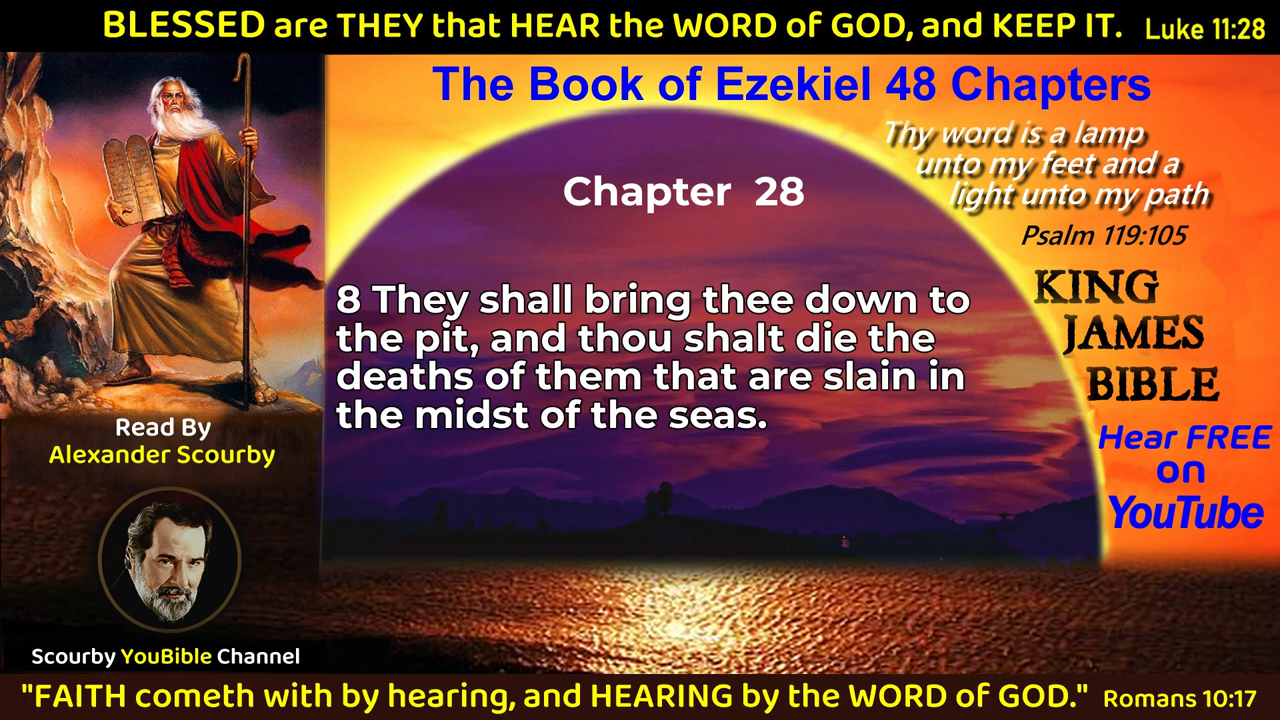 BLESSED are THEY that HEAR the WORD of GOD, and KEEP IT. Luke 11:28
The Book of Ezekiel 48 Chapters
Thy word is a lamp
unto my feet and a
light unto my path
Psalm 119:105
Chapter 28
KING
JAMES
BIBLE
8 They shall bring thee down to
the pit, and thou shalt die the
deaths of them that are slain in
the midst of the seas.
Hear FREE
on
YouTube
Read By
Alexander Scourby
Scourby YouBible Channel
"FAITH cometh with by hearing, and HEARING by the WORD of GOD." Romans 10:17